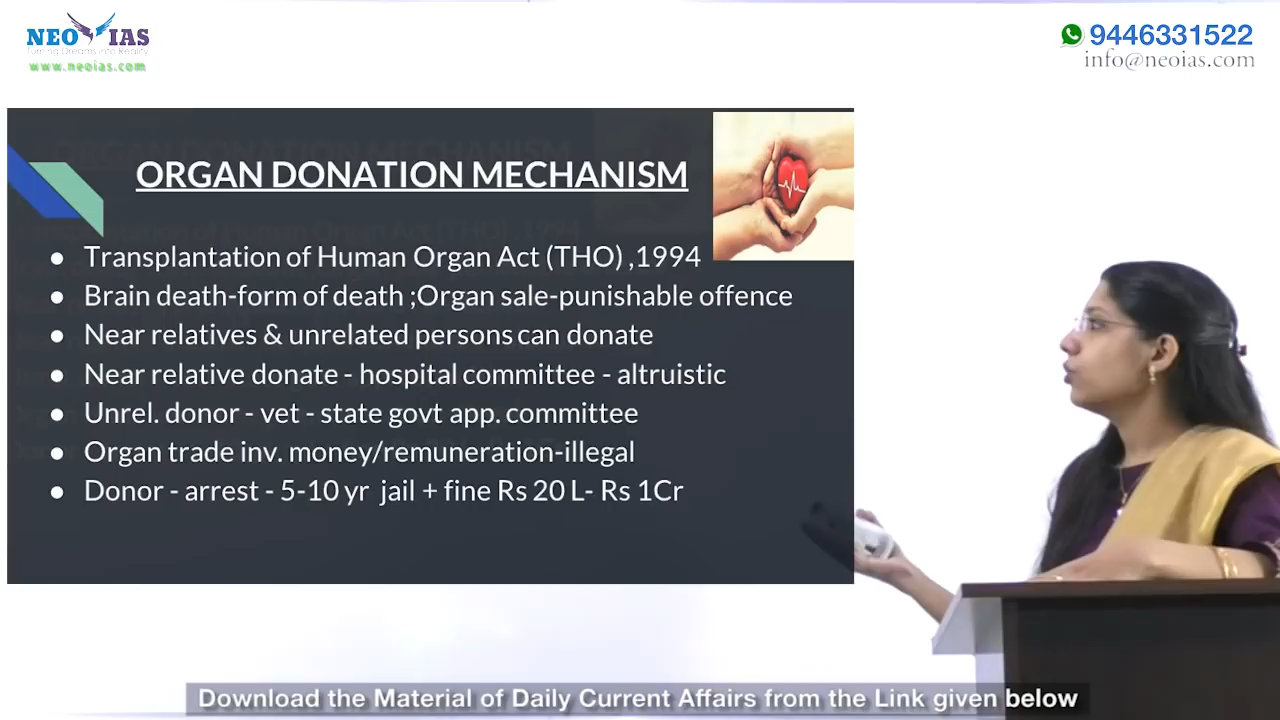 NEO IAS
Turning Dreams into Reality
www.neoias.com
9446331522
info@neoias.com
ORGAN DONATION MECHANISM
● Transplantation of Human Organ Act (THO) ,1994
● Brain death-form of death ;Organ sale-punishable offence
● Near relatives & unrelated persons can donate
● Near relative donate - hospital committee - altruistic
● Unrel. donor - vet - state govt app. committee
● Organ trade inv. money/remuneration-illegal
● Donor - arrest - 5-10 yr jail + fine Rs 20 L- Rs 1Cr
Download the Material of Daily Current Affairs from the Link given below